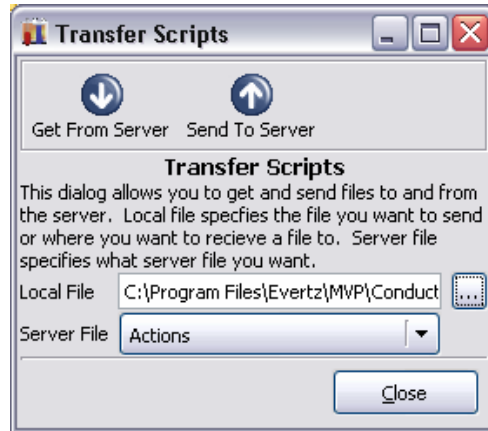 Transfer Scripts
Get From Server Send To Server
Transfer Scripts
This dialog allows you to get and send files to and from
the server. Local file specfies the file you want to send
or where you want to recieve a file to. Server file
specifies what server file you want.
Local File C:\Program Files\Evertz\MVP\Conduct ...
Server File Actions
Close